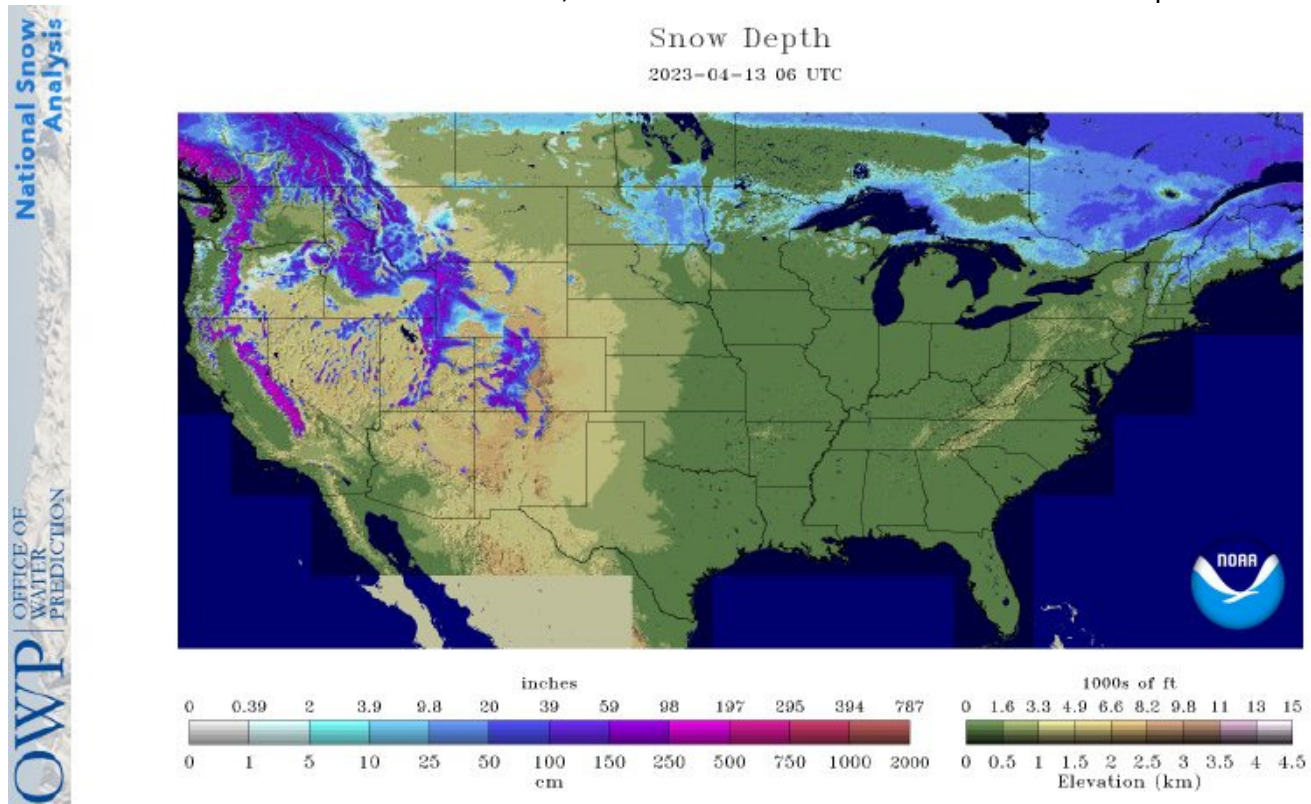 National Snow
Analysis
OWP
OFFICE OF
WATER
PREDICTION
Snow Depth
2023-04-13 06 UTC
NOAA
inches
0 0.39 2 3.9 9.8 20 39 59 98 197 295 394 787
0 1 5 10 25 50 100 150 250 500 750 1000 2000
cm
1000s of ft
0 1.6 3.3 4.9 6.6 8.2 9.8 11 13 15
0 0.5 1 1.5 2 2.5 3 3.5 4 4.5
Elevation (km)